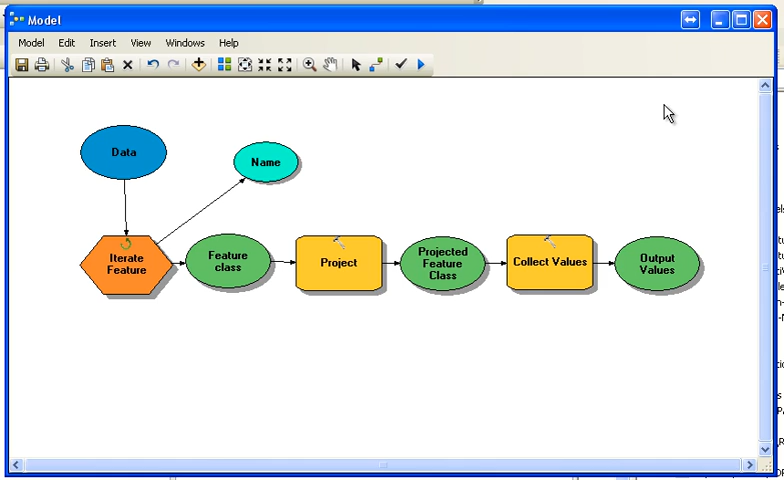 Model
Model Edit Insert View Windows Help
Data
Name
Iterate
Feature
Feature
class
Project
Projected
Feature
Class
Collect Values
Output
Values